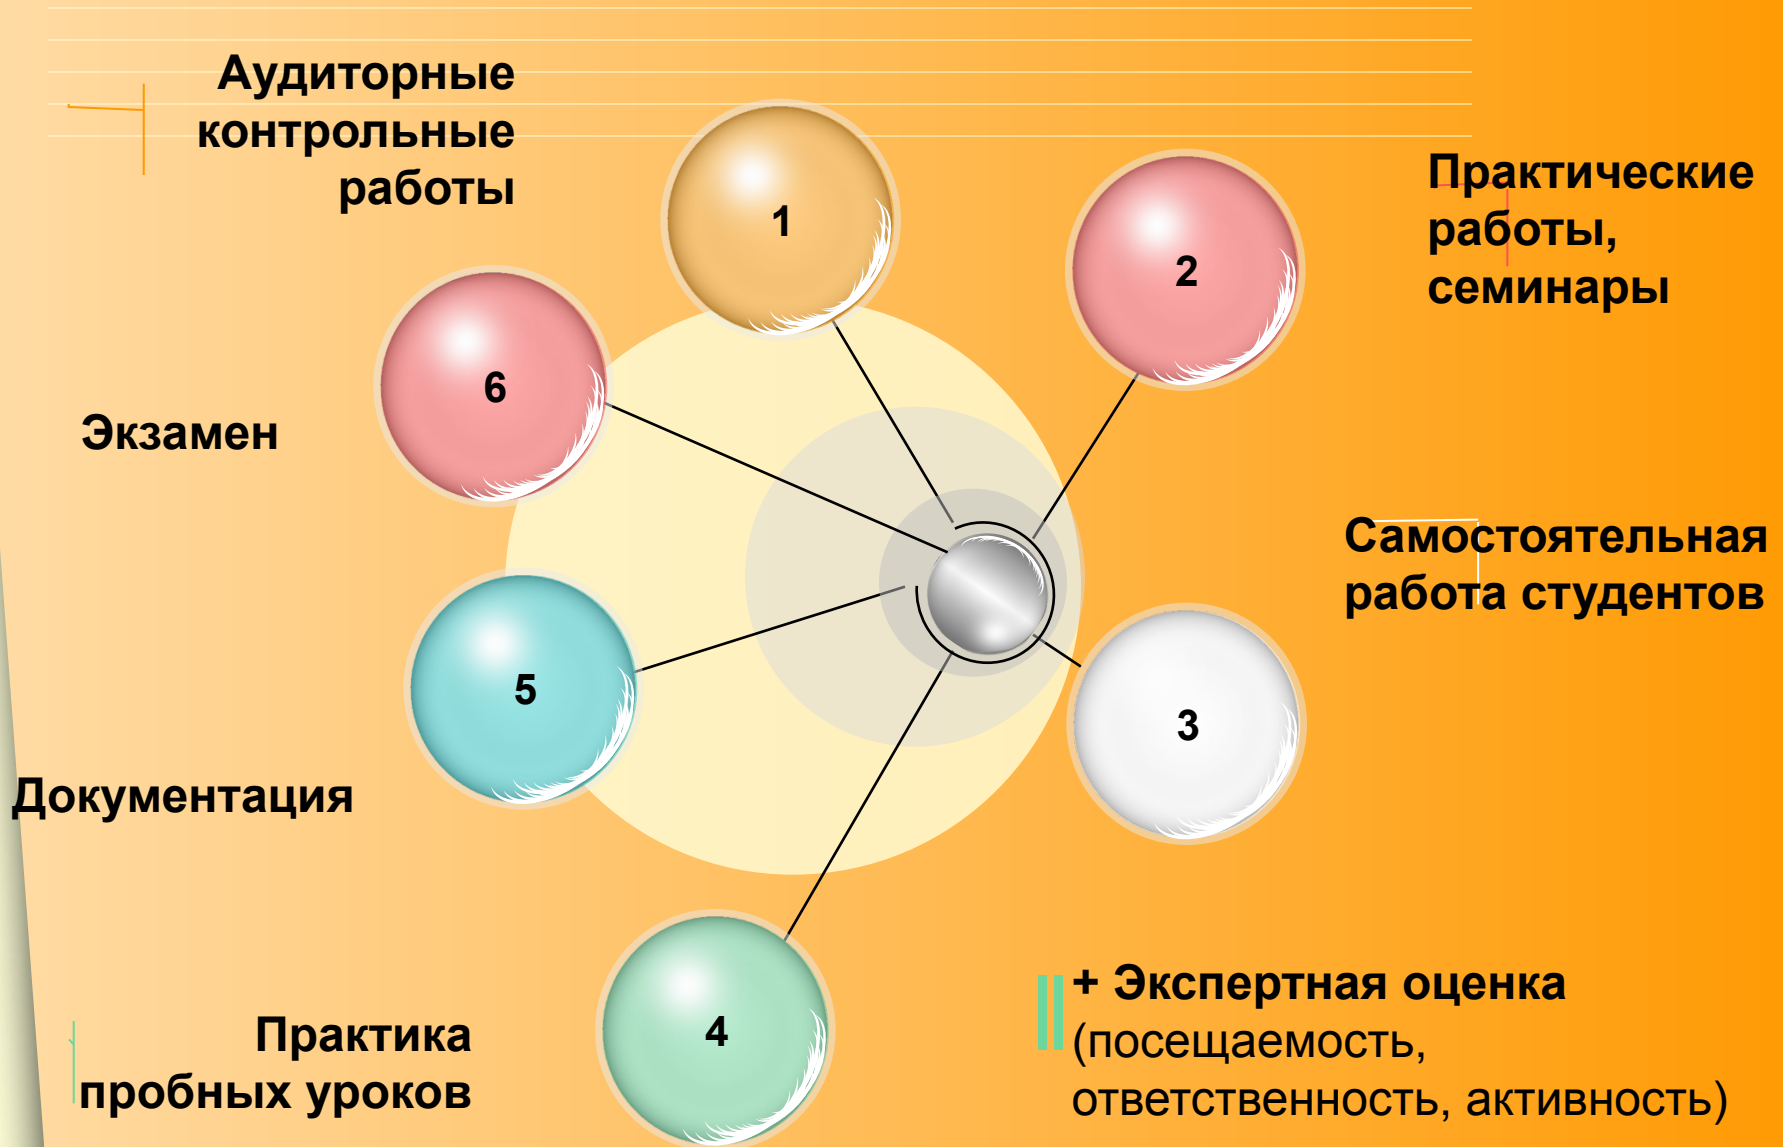 Аудиторные
контрольные
работы
1
2
Практические
работы,
семинары
6
Экзамен
Самостоятельная
работа студентов
5
3
Документация
4
Практика
пробных уроков
+ Экспертная оценка
(посещаемость,
ответственность, активность)